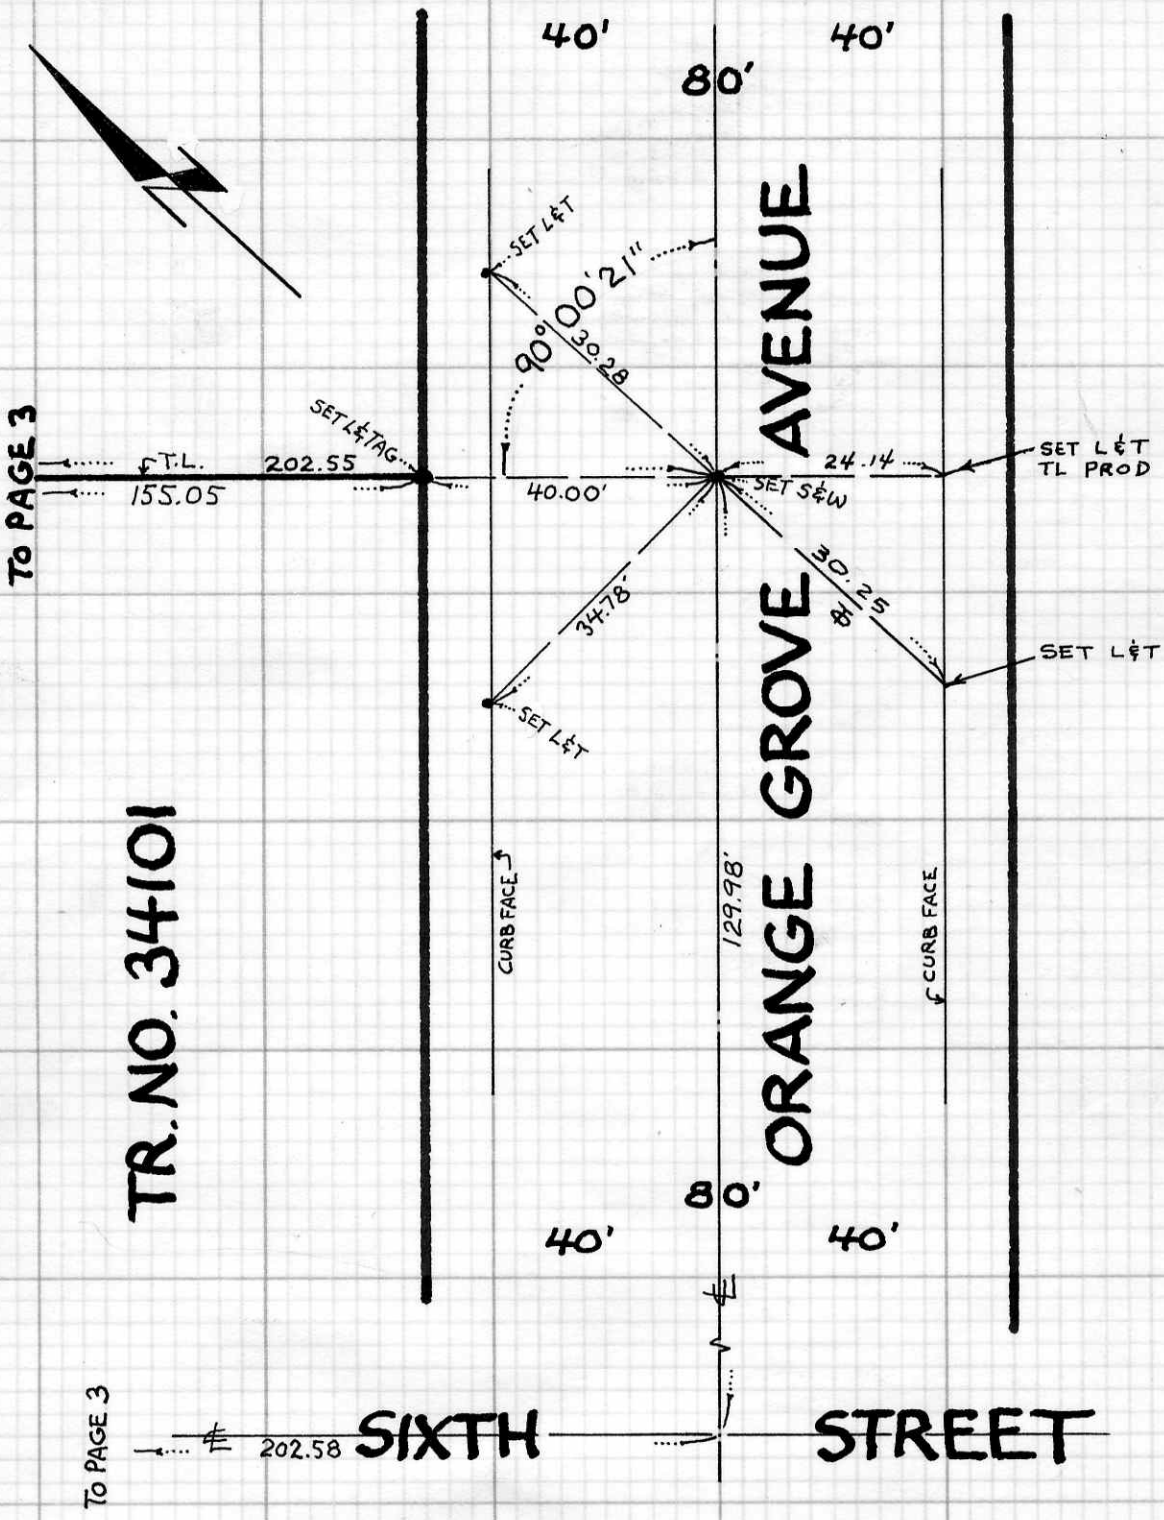 40'
40'
80'
SET L&T
90° 00' 21"
30.28
AVENUE
TO PAGE 3
SET L&TAG
T.L.
202.55
155.05
40.00'
24.14
SET L&T
TL PROD
SET S&W
30.25
34.78'
SET L&T
SET L&T
GROVE
TR. NO. 34101
CURB FACE
129.98'
ORANGE
CURB FACE
80'
40'
40'
℄
TO PAGE 3
℄
202.58
SIXTH
STREET